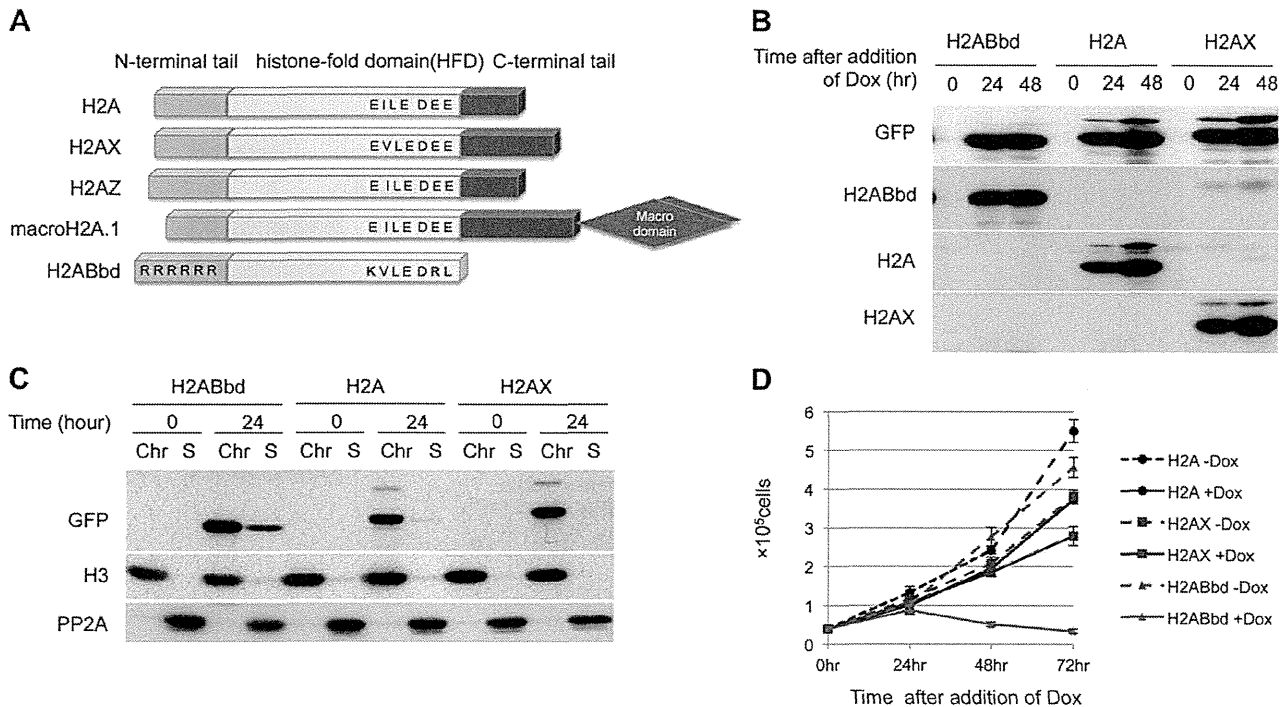 A
N-terminal tail histone-fold domain(HFD) C-terminal tail
H2A EILE DEE
H2AX EVLE DEE
H2AZ EILE DEE
macroH2A.1 EILE DEE Macro domain
H2ABbd RRRRRR KVLE DRL
B
H2ABbd H2A H2AX
Time after addition of Dox (hr)
0 24 48 0 24 48 0 24 48
GFP
H2ABbd
H2A
H2AX
C
H2ABbd H2A H2AX
Time (hour) 0 24 0 24 0 24
Chr S Chr S Chr S Chr S Chr S Chr S
GFP
H3
PP2A
D
6
5
4
3
2
1
0
×10⁵cells
0hr 24hr 48hr 72hr
Time after addition of Dox
H2A -Dox
H2A +Dox
H2AX -Dox
H2AX +Dox
H2ABbd -Dox
H2ABbd +Dox